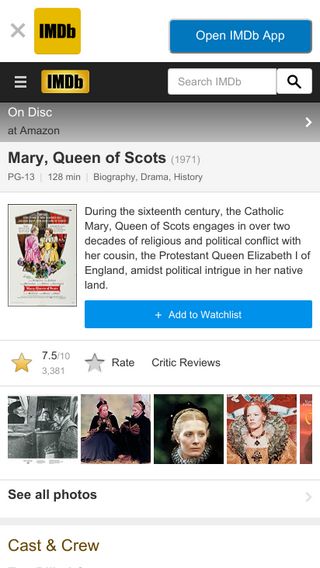 IMDb
Open IMDb App
IMDb
Search IMDb
On Disc
at Amazon
Mary, Queen of Scots (1971)
PG-13 | 128 min | Biography, Drama, History
During the sixteenth century, the Catholic
Mary, Queen of Scots engages in over two
decades of religious and political conflict with
her cousin, the Protestant Queen Elizabeth I of
England, amidst political intrigue in her native
land.
+ Add to Watchlist
7.5/10
3,381
Rate
Critic Reviews
See all photos
Cast & Crew